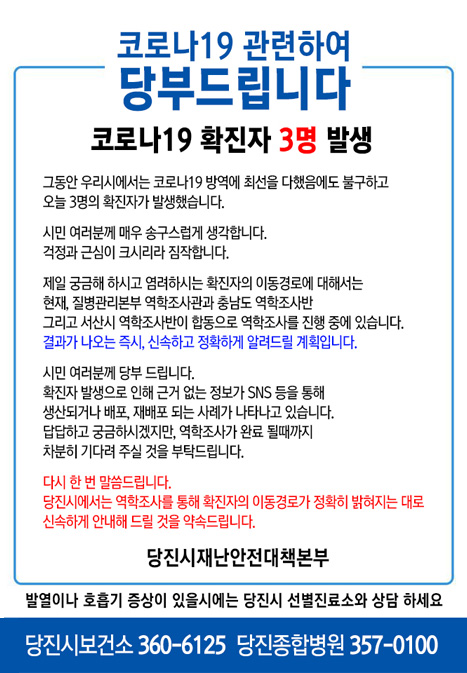 코로나19 관련하여
당부드립니다
코로나19 확진자 3명 발생
그동안 우리시에서는 코로나19 방역에 최선을 다했음에도 불구하고
오늘 3명의 확진자가 발생했습니다.
시민 여러분께 매우 송구스럽게 생각합니다.
걱정과 근심이 크시리라 짐작합니다.
제일 궁금해 하시고 염려하시는 확진자의 이동경로에 대해서는
현재, 질병관리본부 역학조사관과 충남도 역학조사반
그리고 서산시 역학조사반이 합동으로 역학조사를 진행 중에 있습니다.
결과가 나오는 즉시, 신속하고 정확하게 알려드릴 계획입니다.
시민 여러분께 당부 드립니다.
확진자 발생으로 인해 근거 없는 정보가 SNS 등을 통해
생산되거나 배포, 재배포 되는 사례가 나타나고 있습니다.
답답하고 궁금하시겠지만, 역학조사가 완료 될때까지
차분히 기다려 주실 것을 부탁드립니다.
다시 한 번 말씀드립니다.
당진시에서는 역학조사를 통해 확진자의 이동경로가 정확히 밝혀지는 대로
신속하게 안내해 드릴 것을 약속드립니다.
당진시재난안전대책본부
발열이나 호흡기 증상이 있을시에는 당진시 선별진료소와 상담 하세요
당진시보건소 360-6125 당진종합병원 357-0100